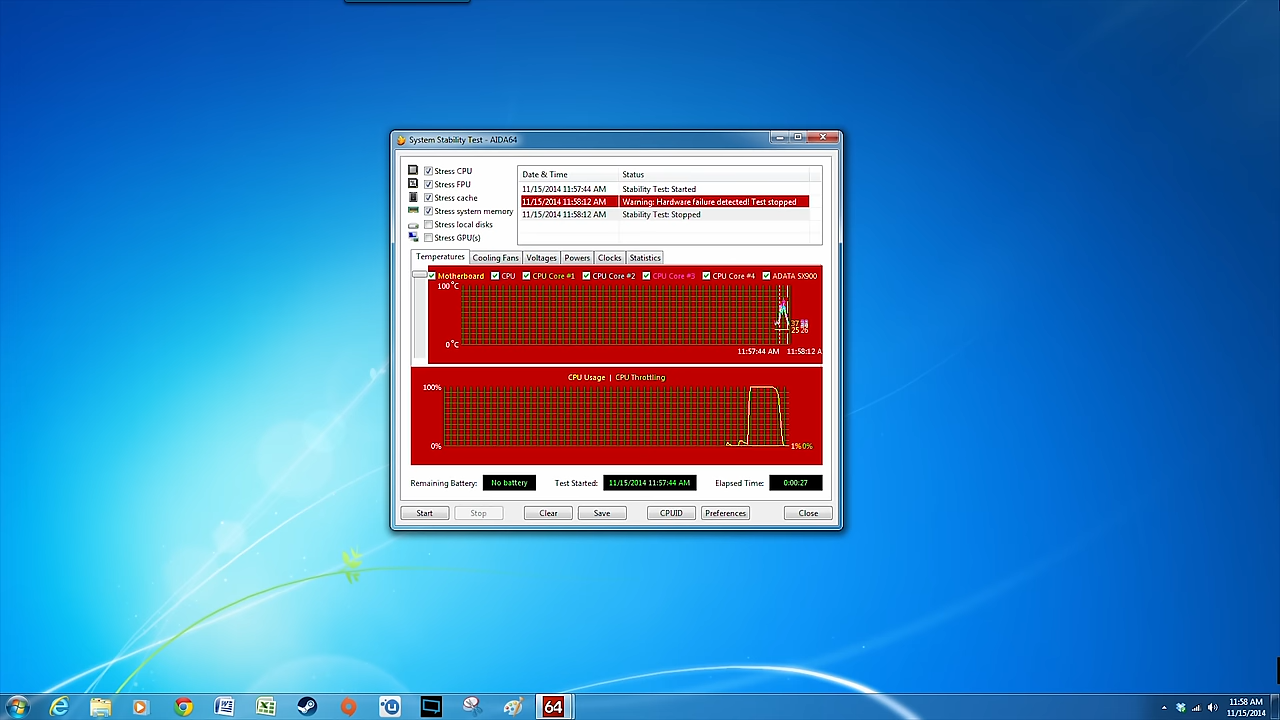 System Stability Test - AIDA64
Stress CPU
Stress FPU
Stress cache
Stress system memory
Stress local disks
Stress GPU(s)
Date & Time Status
11/15/2014 11:57:44 AM Stability Test: Started
11/15/2014 11:58:12 AM Warning: Hardware failure detected! Test stopped
11/15/2014 11:58:12 AM Stability Test: Stopped
Temperatures Cooling Fans Voltages Powers Clocks Statistics
Motherboard CPU CPU Core #1 CPU Core #2 CPU Core #3 CPU Core #4 ADATA SX900
100°C
37
25 26
0°C
11:57:44 AM 11:58:12 A
CPU Usage | CPU Throttling
100%
0% 1% 0%
Remaining Battery: No battery Test Started: 11/15/2014 11:57:44 AM Elapsed Time: 0:00:27
Start Stop Clear Save CPUID Preferences Close
64
11:58 AM
11/15/2014